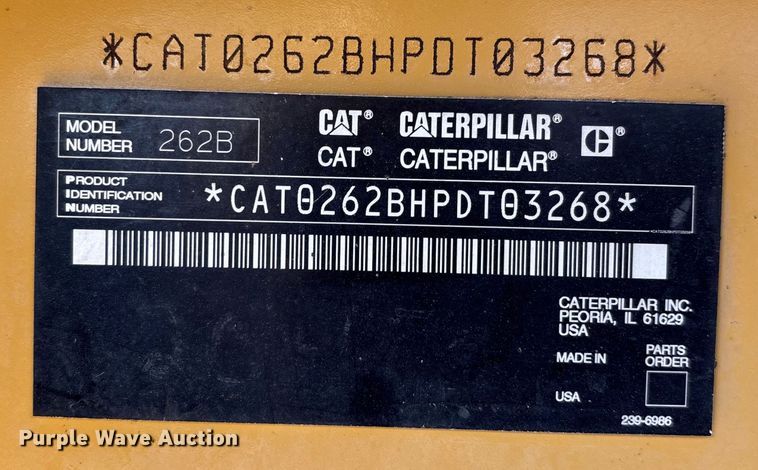 *CAT0262BHPDT03268*
MODEL NUMBER 262B
CAT® CATERPILLAR®
CAT® CATERPILLAR®
C®
PRODUCT
IDENTIFICATION
NUMBER
*CAT0262BHPDT03268*
*CAT0262BHPDT03268*
CATERPILLAR INC.
PEORIA, IL 61629
USA
MADE IN
USA
PARTS
ORDER
239-6986
Purple Wave Auction